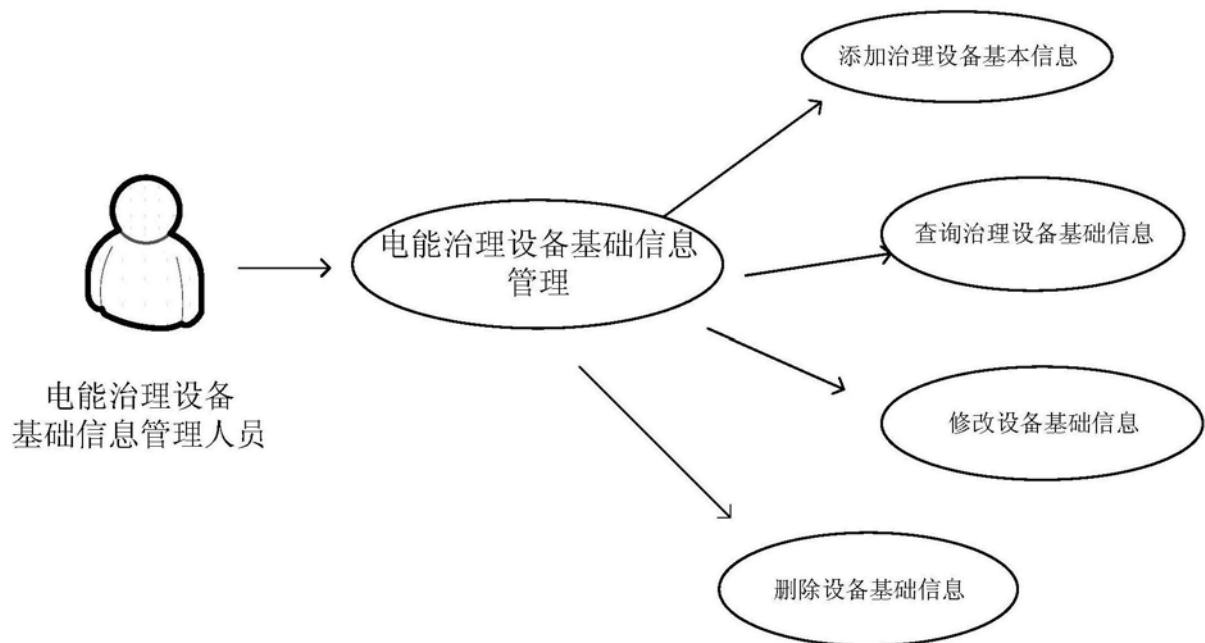 添加治理设备基本信息
查询治理设备基础信息
电能治理设备基础信息
管理
电能治理设备
基础信息管理人员
修改设备基础信息
删除设备基础信息